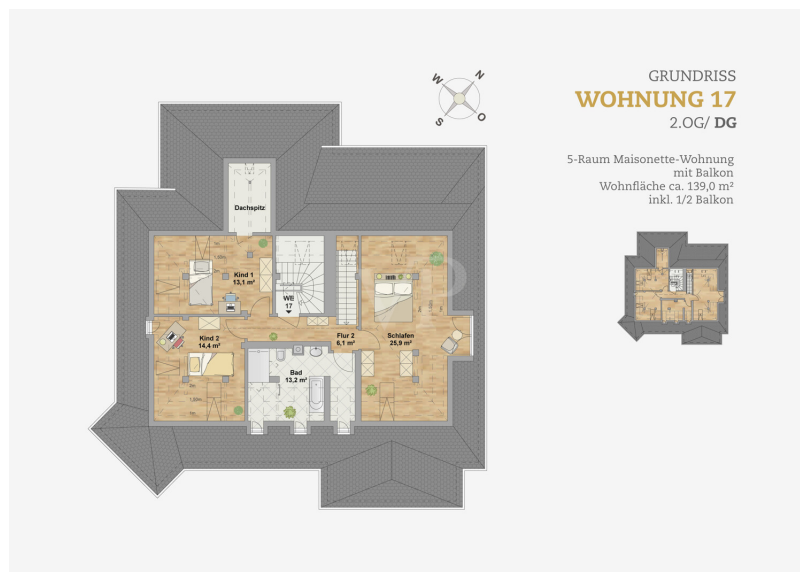 GRUNDRISS
WOHNUNG 17
2.OG/ DG
5-Raum Maisonette-Wohnung
mit Balkon
Wohnfläche ca. 139,0 m²
inkl. 1/2 Balkon
N
W
O
S
Dachspitz
Kind 1
13,1 m²
WE
17
Kind 2
14,4 m²
Flur 2
6,1 m²
Schlafen
25,9 m²
Bad
13,2 m²